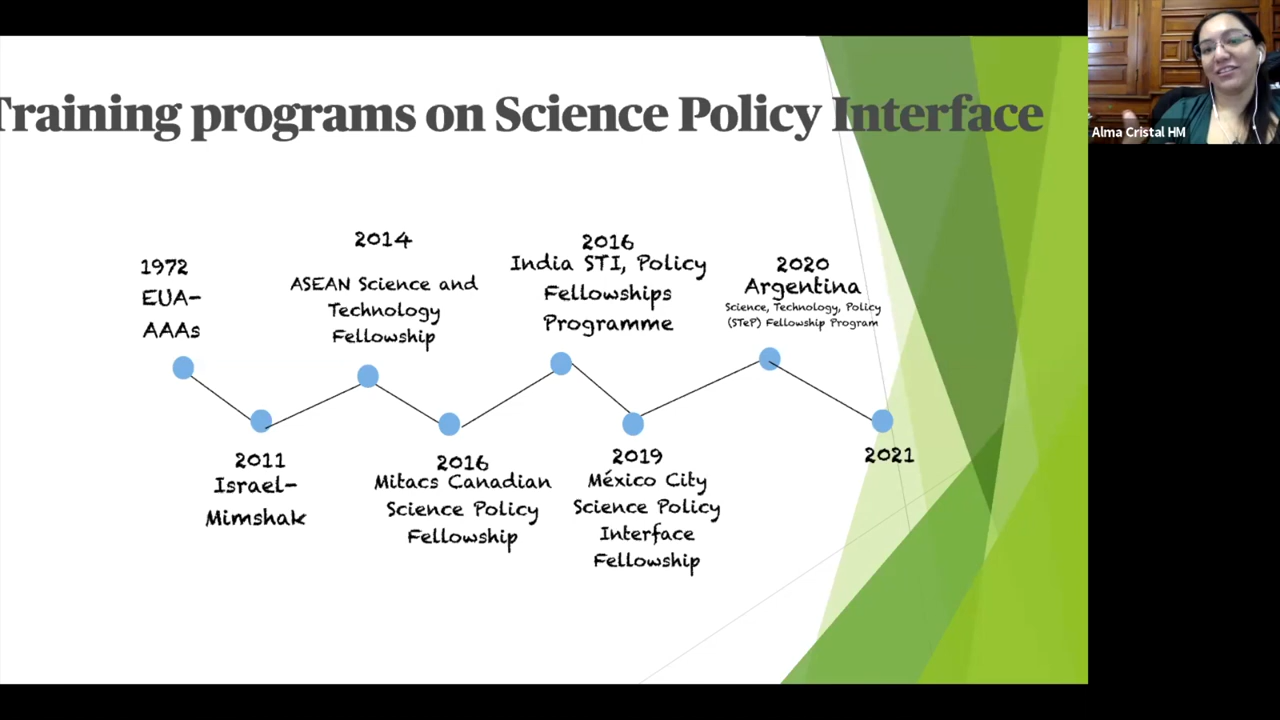 Training programs on Science Policy Interface
Alma Cristal HM
1972
EUA-
AAAs
2014
ASEAN Science and
Technology
Fellowship
2016
India STI, Policy
Fellowships
Programme
2020
Argentina
Science, Technology, Policy
(STeP) Fellowship Program
2011
Israel-
Mimshak
2016
Mitacs Canadian
Science Policy
Fellowship
2019
México City
Science Policy
Interface
Fellowship
2021